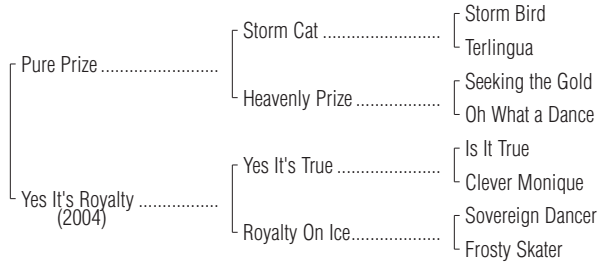 Storm Bird
Storm Cat ........................
Terlingua
Pure Prize ........................
Seeking the Gold
Heavenly Prize .................
Oh What a Dance
Is It True
Yes It's True .....................
Clever Monique
Yes It's Royalty ................
(2004)
Sovereign Dancer
Royalty On Ice..................
Frosty Skater